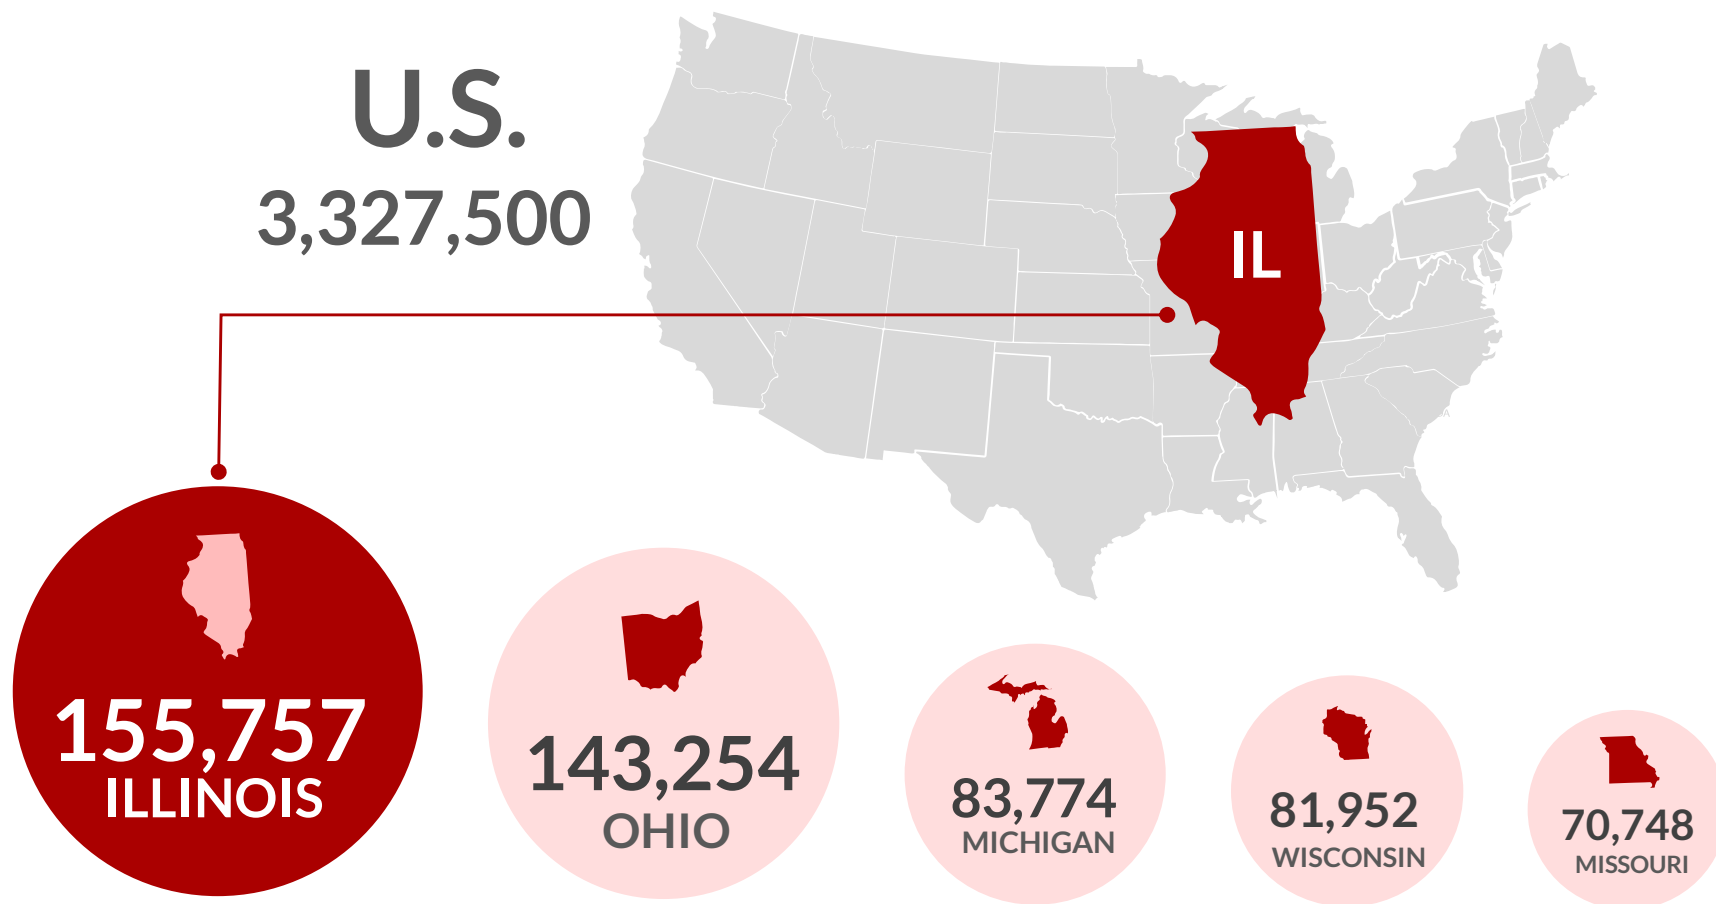 U.S.
3,327,500
IL
155,757
ILLINOIS
143,254
OHIO
83,774
MICHIGAN
81,952
WISCONSIN
70,748
MISSOURI